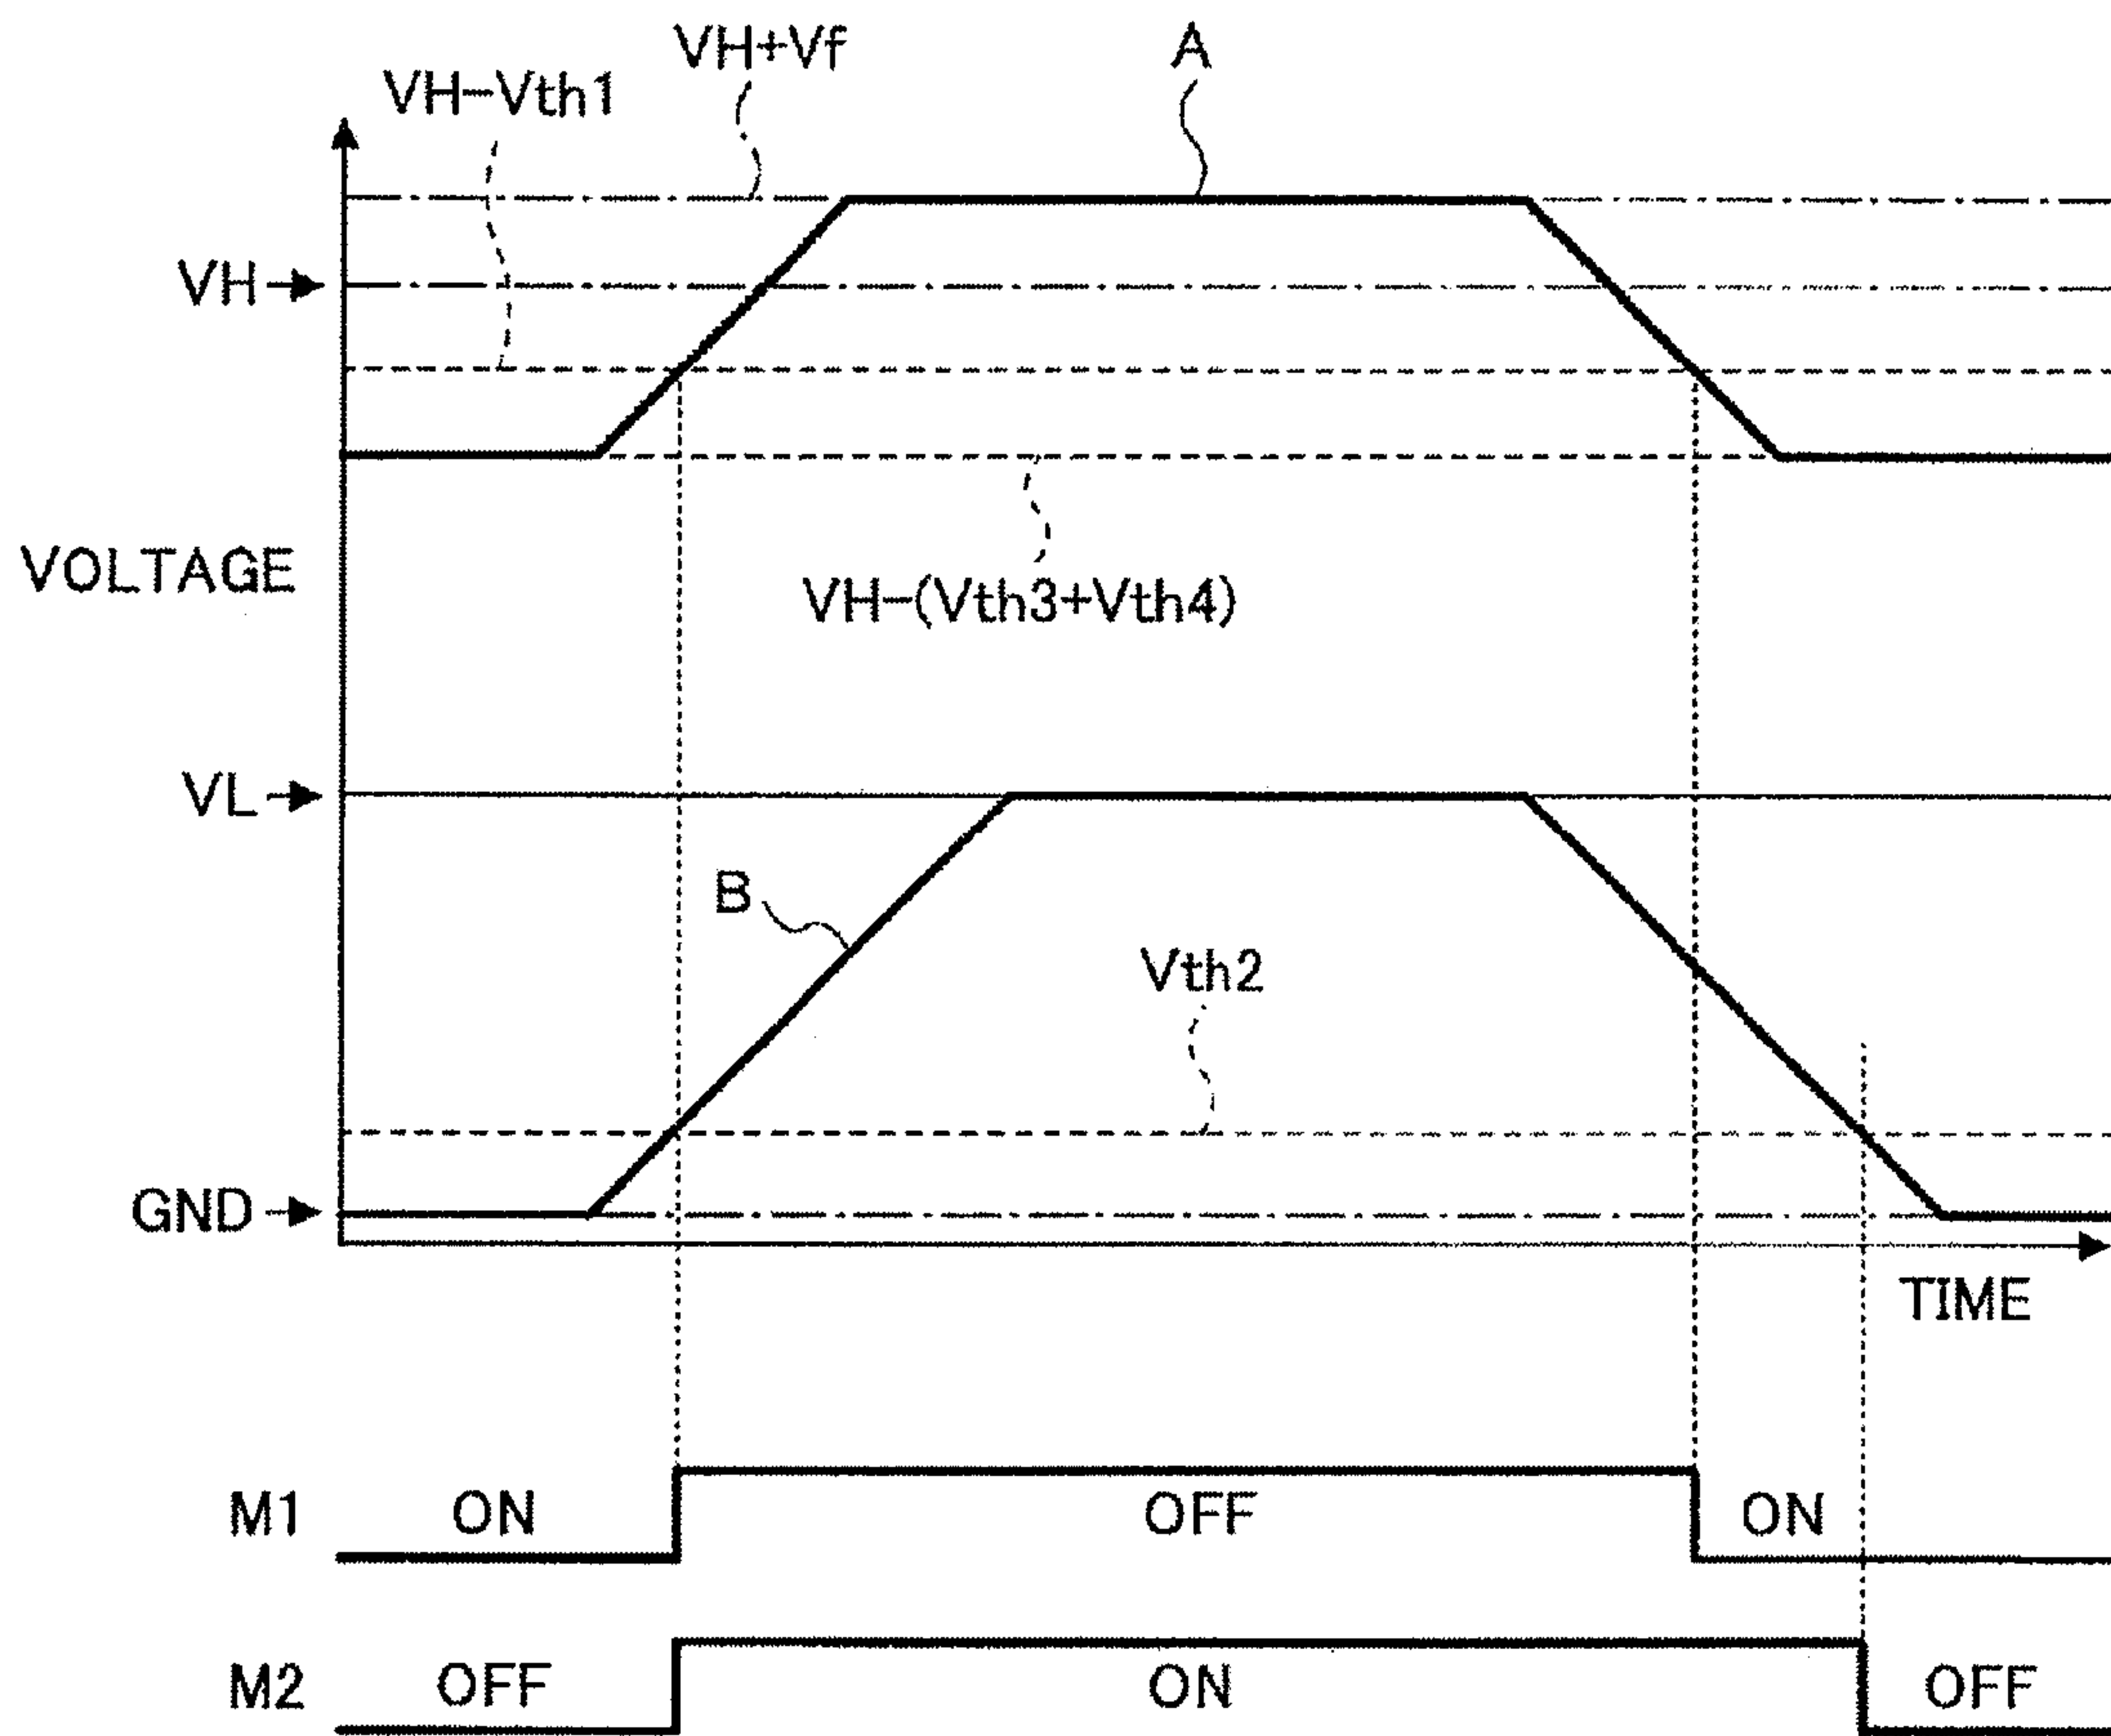 VH+Vf
A
VH-Vth1
VH
VOLTAGE
VH-(Vth3+Vth4)
VL
B
Vth2
GND
TIME
M1 ON OFF ON
M2 OFF ON OFF